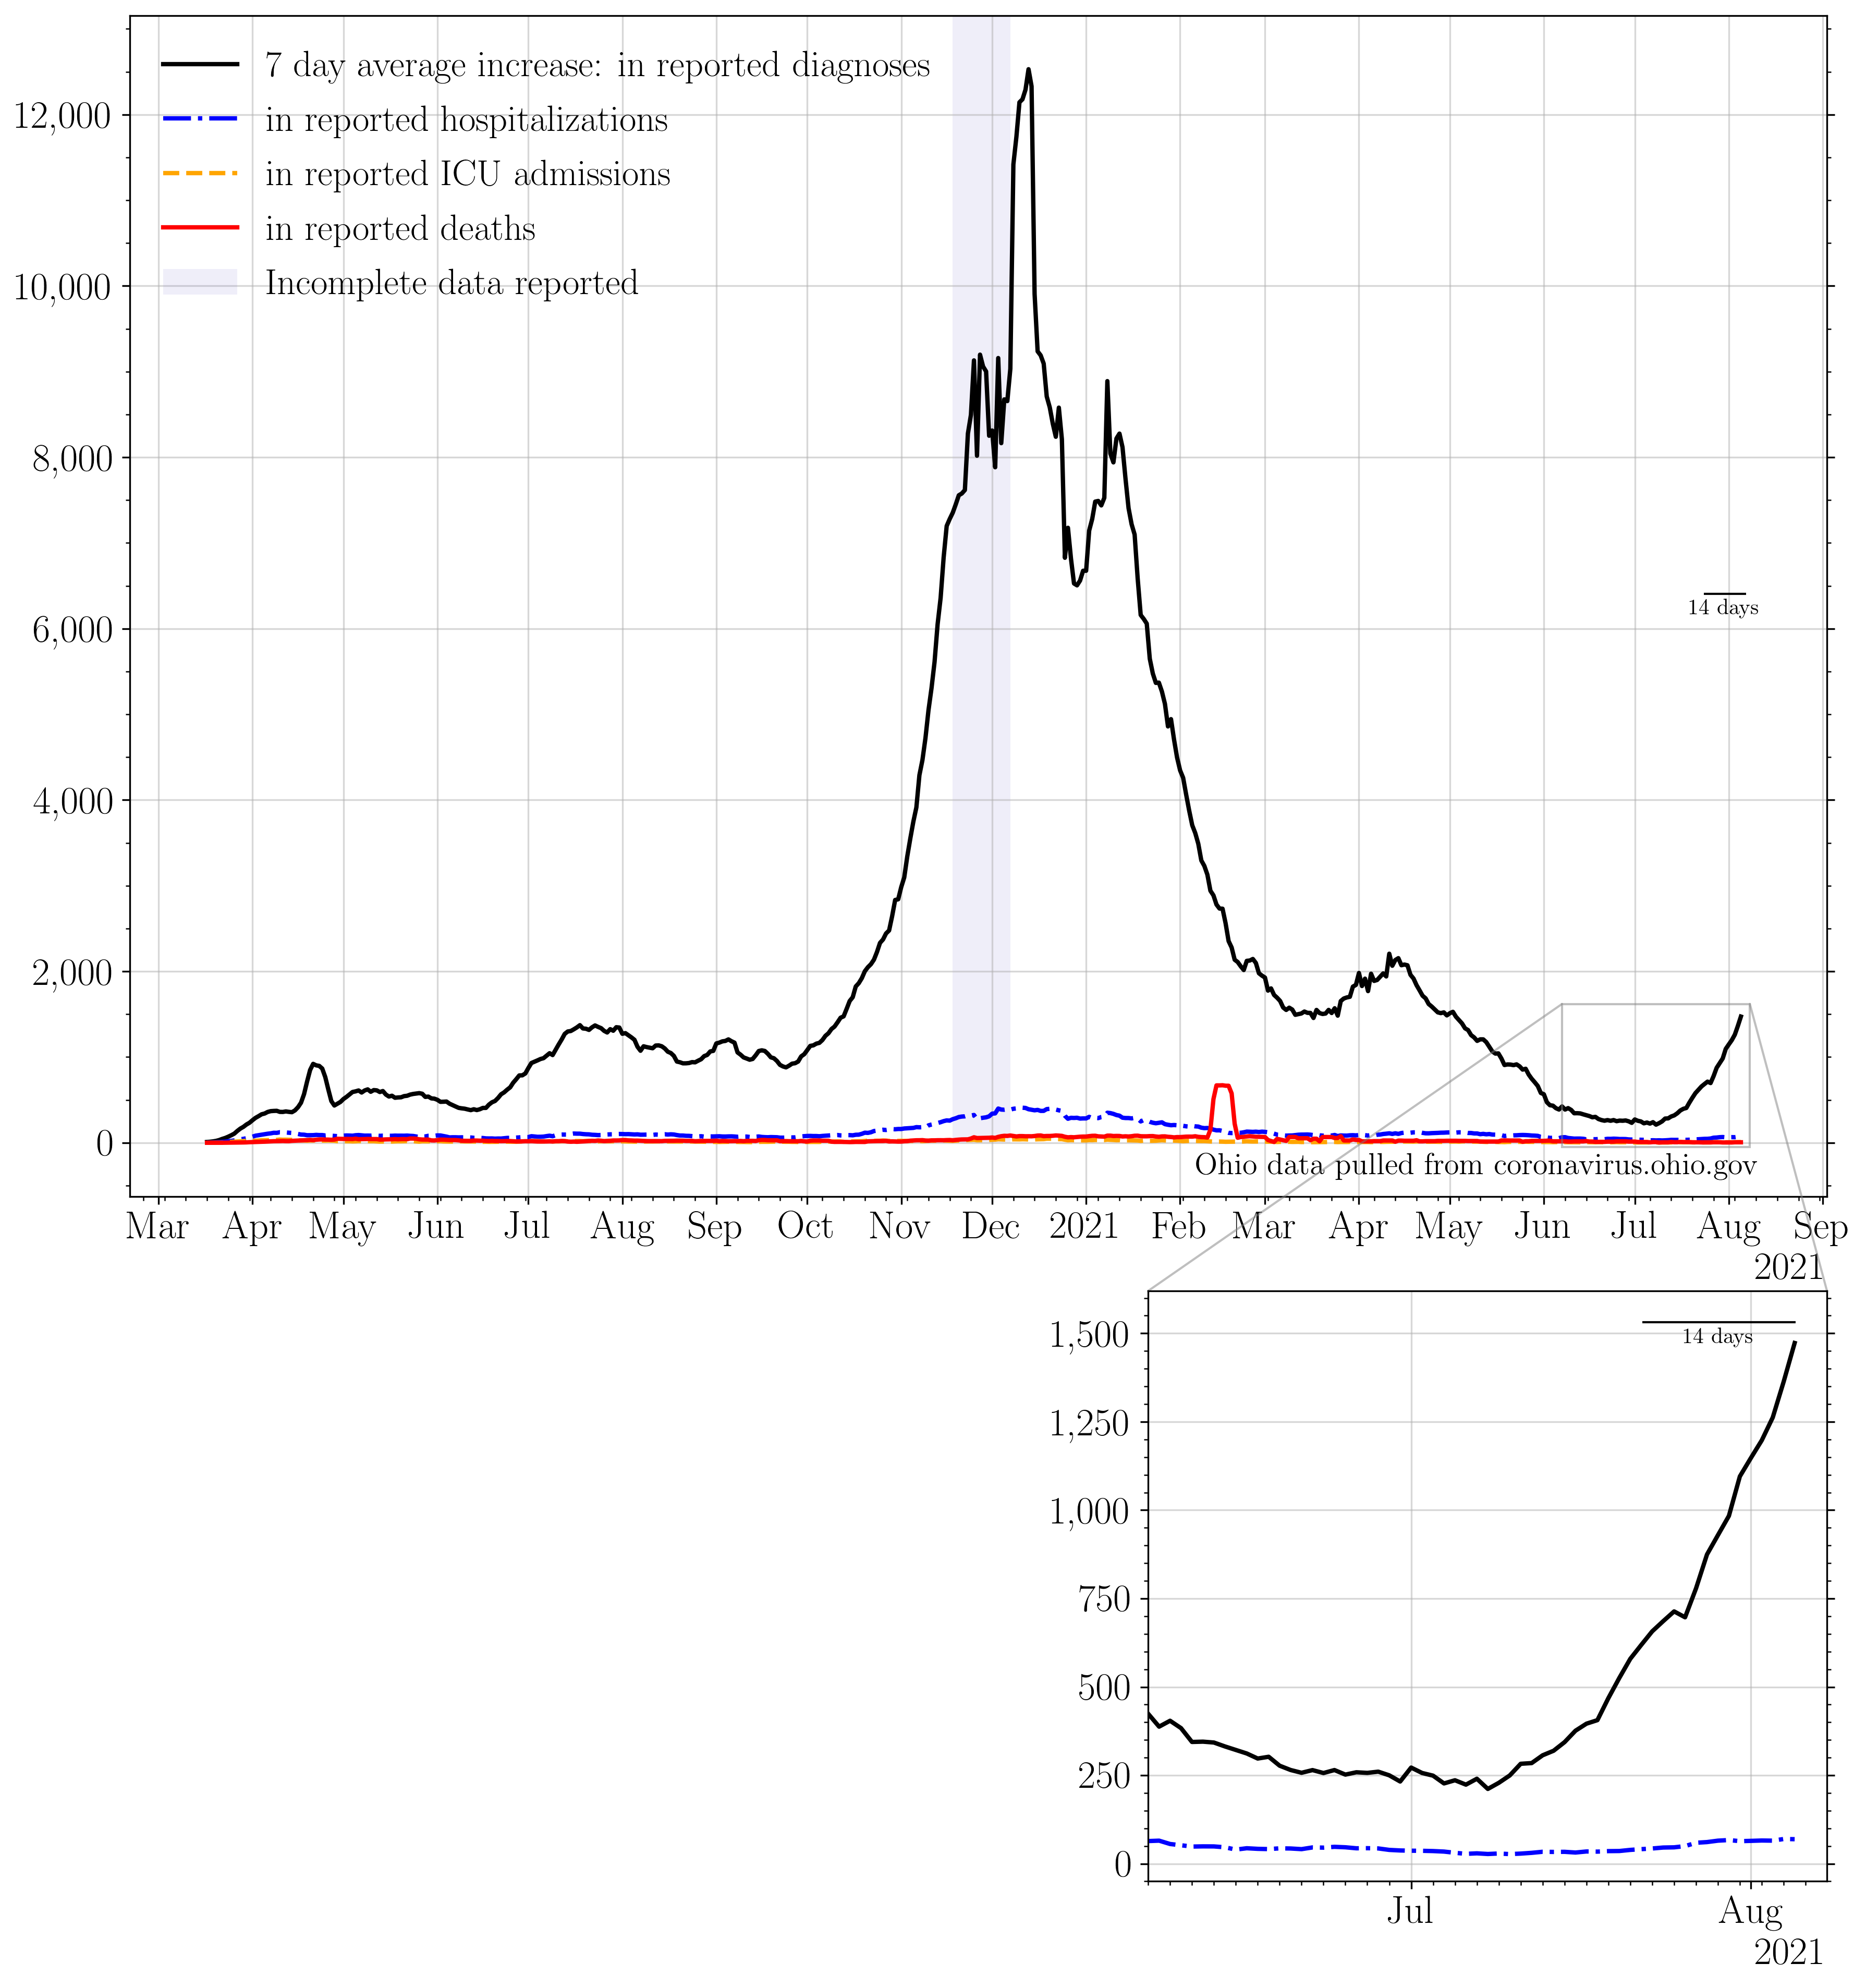 7 day average increase: in reported diagnoses
in reported hospitalizations
in reported ICU admissions
in reported deaths
Incomplete data reported
12,000
10,000
8,000
6,000
4,000
2,000
0
14 days
Ohio data pulled from coronavirus.ohio.gov
Mar Apr May Jun Jul Aug Sep Oct Nov Dec 2021 Feb Mar Apr May Jun Jul Aug Sep
2021
14 days
1,500
1,250
1,000
750
500
250
0
Jul Aug
2021